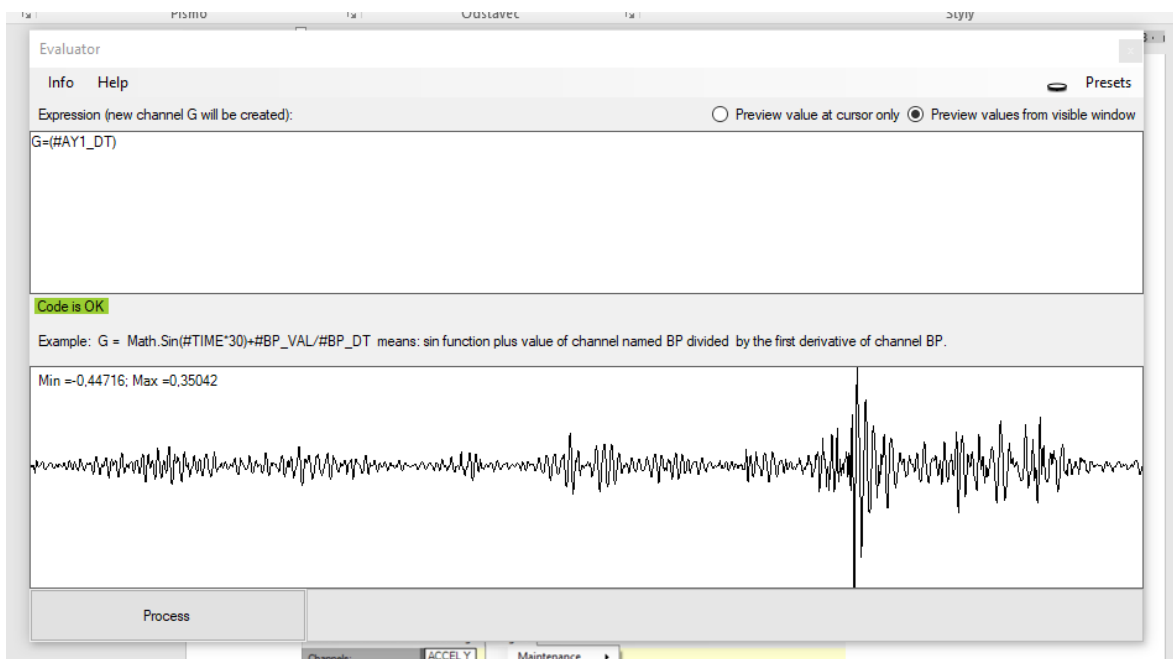 Pismo Odstavec Styly
Evaluator
Info Help Presets
Expression (new channel G will be created): Preview value at cursor only Preview values from visible window
G=(#AY1_DT)
Code is OK
Example: G = Math.Sin(#TIME*30)+#BP_VAL/#BP_DT means: sin function plus value of channel named BP divided by the first derivative of channel BP.
Min =-0,44716; Max =0,35042
Process
Channels: ACCEL Y Maintenance